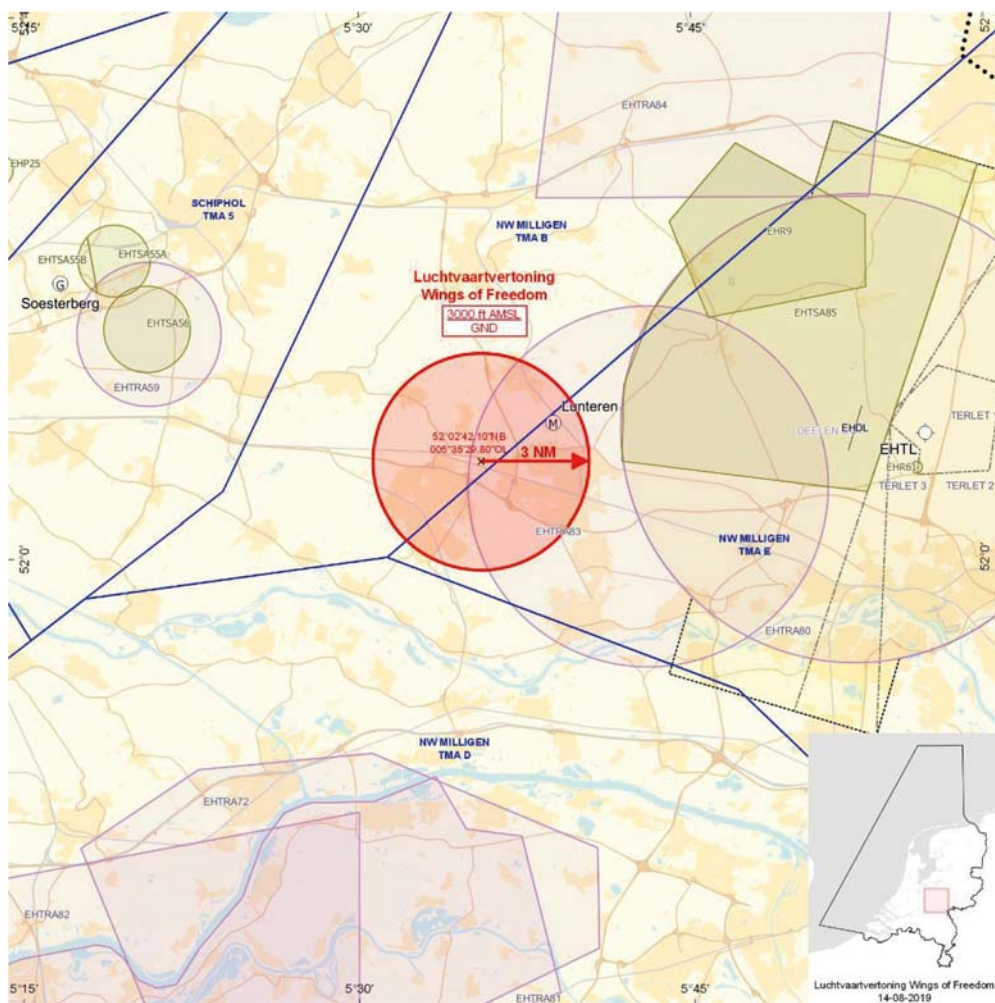 5°15'
5°30'
5°45'
EHTRA84
EHP25
SCHIPHOL
TMA 5
NW MILLIGEN
TMA B
EHR9
EHTSA55A
EHTSA55B
Soesterberg
G
Luchtvaartvertoning
Wings of Freedom
3000 ft AMSL
GND
EHTSA56
EHTSA85
EHTRA59
Lunteren
M
DEELEN
EHDL
TERLET 1
52°02'42,10"NB
005°35'29,80"OL
3 NM
EHTL
TERLET 3
TERLET 2
EHTRA83
NW MILLIGEN
TMA E
52°0'
52°0'
EHTRA80
NW MILLIGEN
TMA D
EHTRA72
EHTRA82
5°15'
5°30'
EHTRA81
5°45'
Luchtvaartvertoning Wings of Freedom
14-08-2019